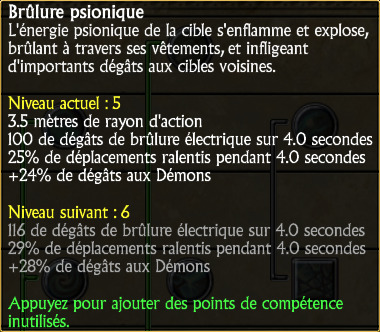 Brûlure psionique
L'énergie psionique de la cible s'enflamme et explose,
brûlant à travers ses vêtements, et infligeant
d'importants dégâts aux cibles voisines.
Niveau actuel : 5
3.5 mètres de rayon d'action
100 de dégâts de brûlure électrique sur 4.0 secondes
25% de déplacements ralentis pendant 4.0 secondes
+24% de dégâts aux Démons
Niveau suivant : 6
116 de dégâts de brûlure électrique sur 4.0 secondes
29% de déplacements ralentis pendant 4.0 secondes
+28% de dégâts aux Démons
Appuyez pour ajouter des points de compétence
inutilisés.